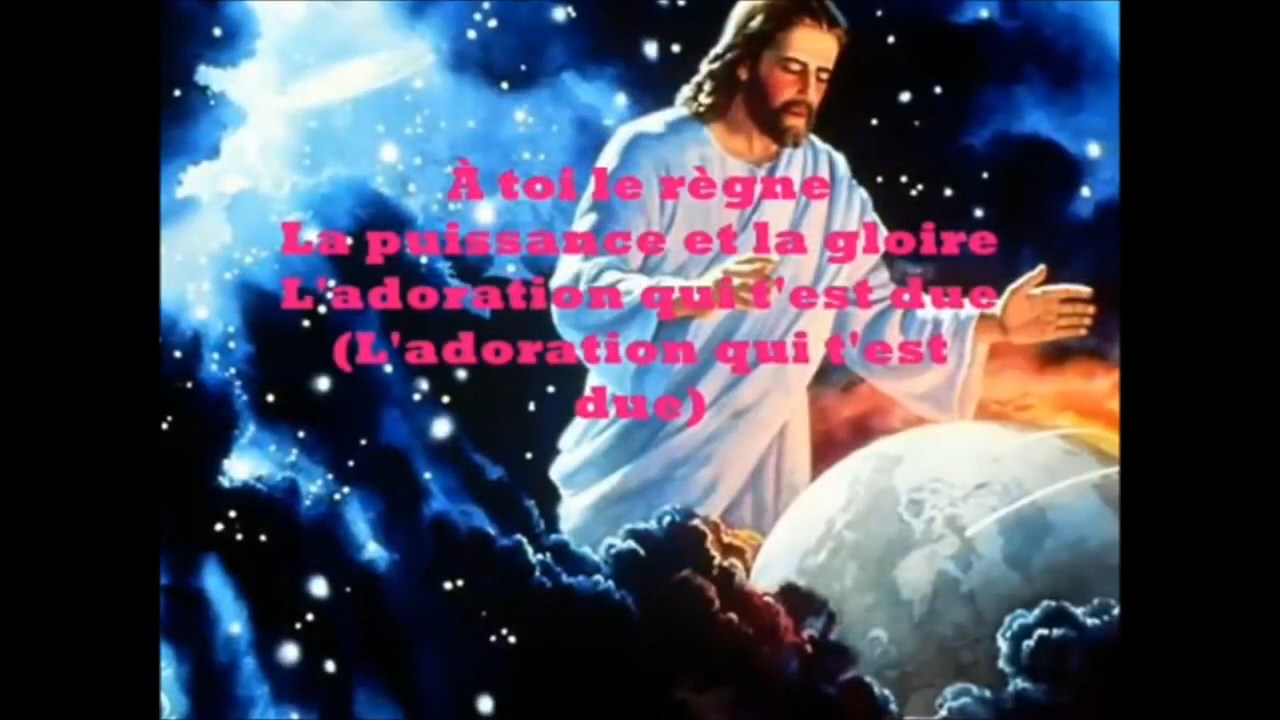 À toi le règne
La puissance et la gloire
L'adoration qui t'est due
(L'adoration qui t'est
due)